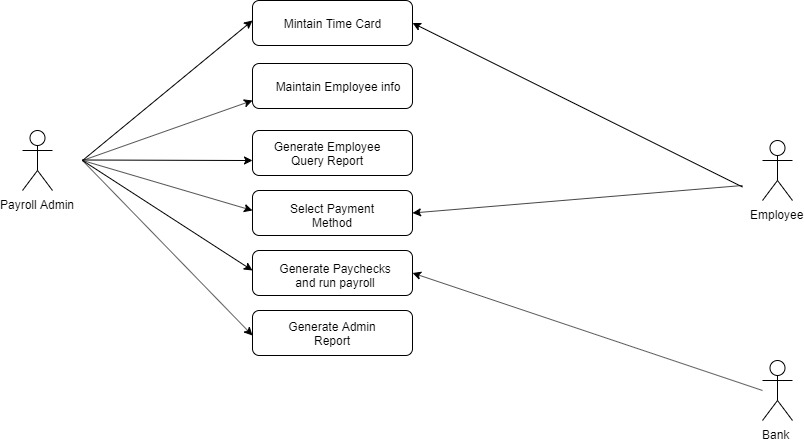 Mintain Time Card
Maintain Employee info
Generate Employee
Query Report
Payroll Admin
Select Payment
Method
Employee
Generate Paychecks
and run payroll
Generate Admin
Report
Bank